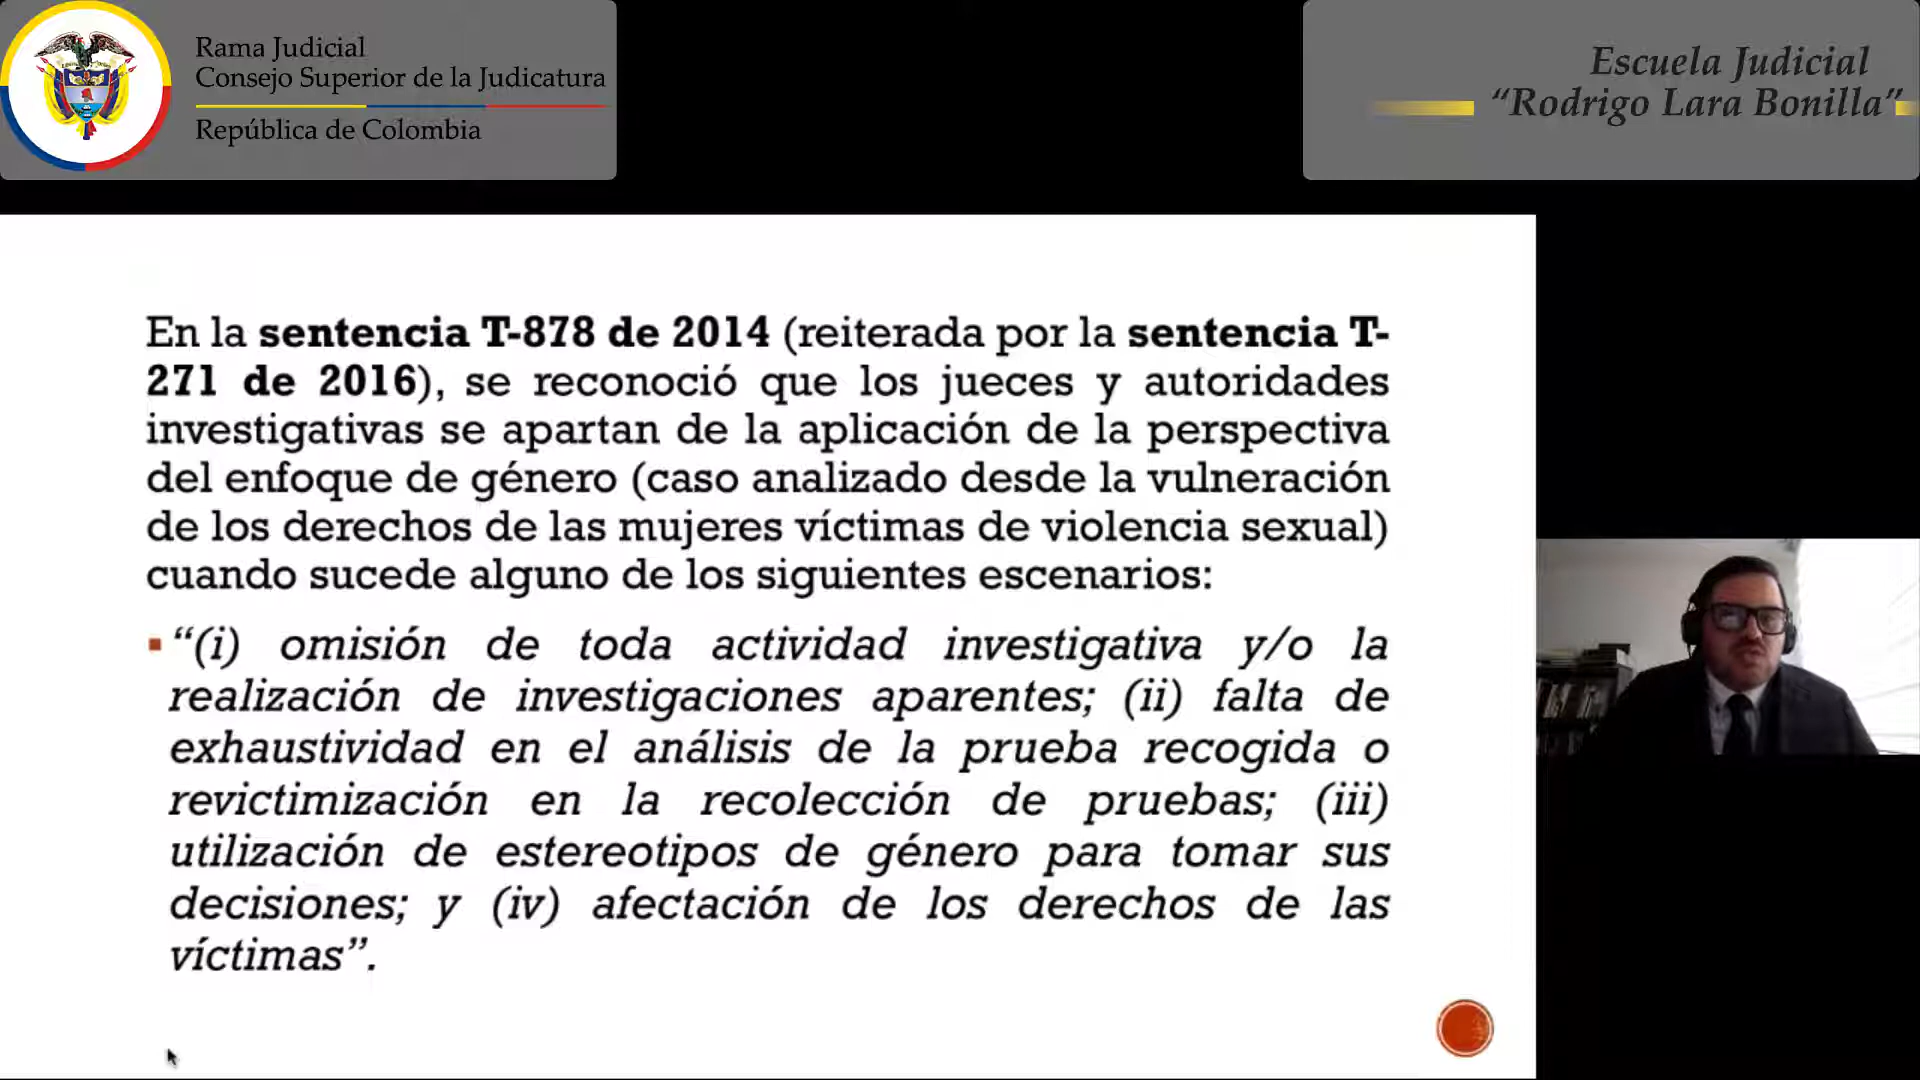 Rama Judicial
Consejo Superior de la Judicatura
República de Colombia
Escuela Judicial
“Rodrigo Lara Bonilla”
En la sentencia T-878 de 2014 (reiterada por la sentencia T-
271 de 2016), se reconoció que los jueces y autoridades
investigativas se apartan de la aplicación de la perspectiva
del enfoque de género (caso analizado desde la vulneración
de los derechos de las mujeres víctimas de violencia sexual)
cuando sucede alguno de los siguientes escenarios:
▪ “(i) omisión de toda actividad investigativa y/o la
realización de investigaciones aparentes; (ii) falta de
exhaustividad en el análisis de la prueba recogida o
revictimización en la recolección de pruebas; (iii)
utilización de estereotipos de género para tomar sus
decisiones; y (iv) afectación de los derechos de las
víctimas”.